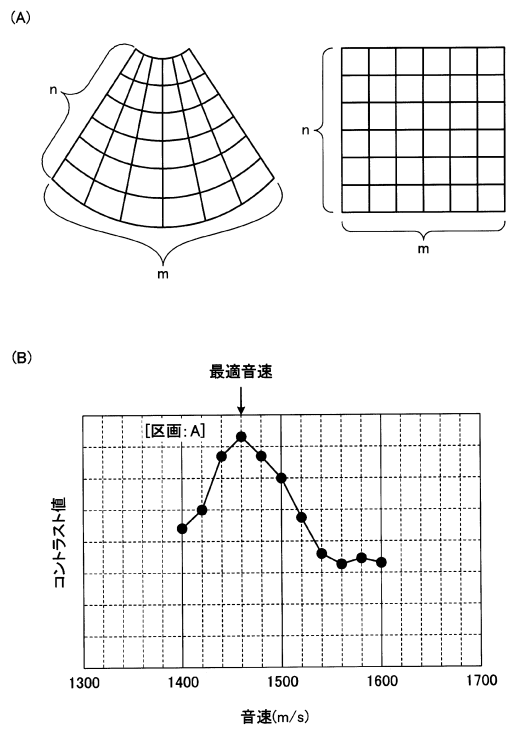 (A)
n
m
n
m
(B)
最適音速
[区画:A]
コントラスト値
1300
1400
1500
1600
1700
音速(m/s)